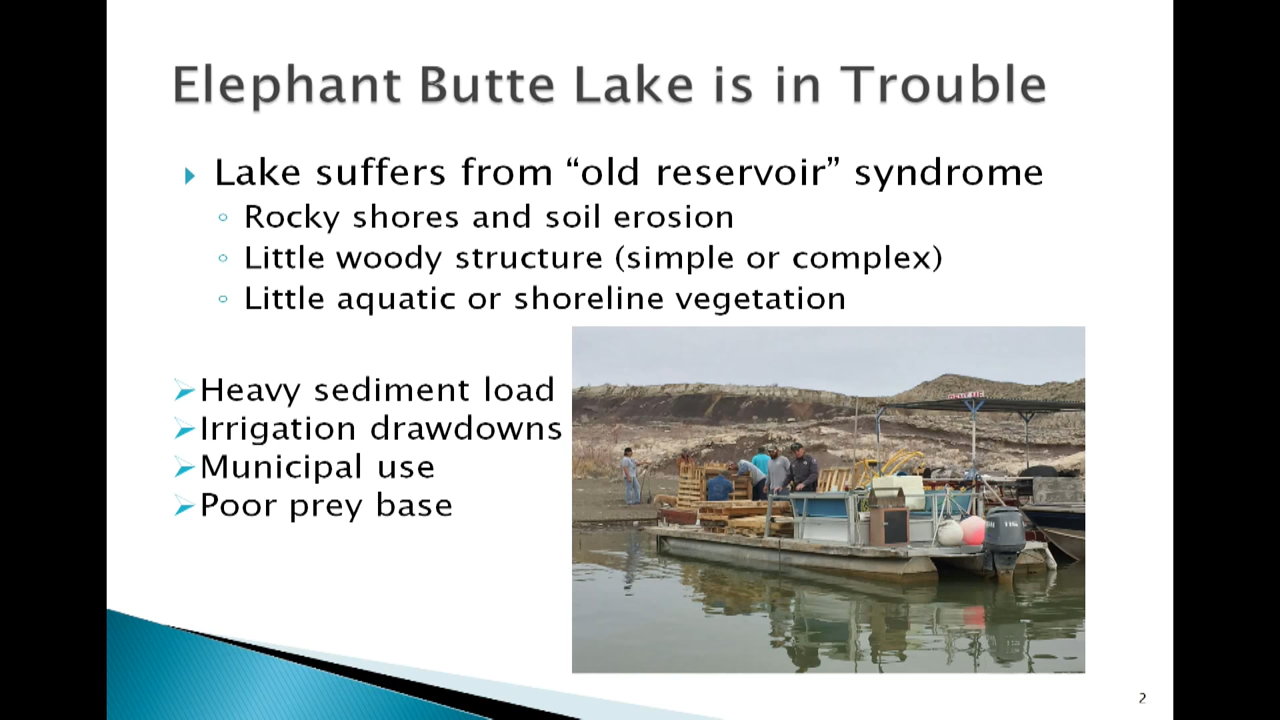 Elephant Butte Lake is in Trouble
Lake suffers from “old reservoir” syndrome
Rocky shores and soil erosion
Little woody structure (simple or complex)
Little aquatic or shoreline vegetation
Heavy sediment load
Irrigation drawdowns
Municipal use
Poor prey base
2